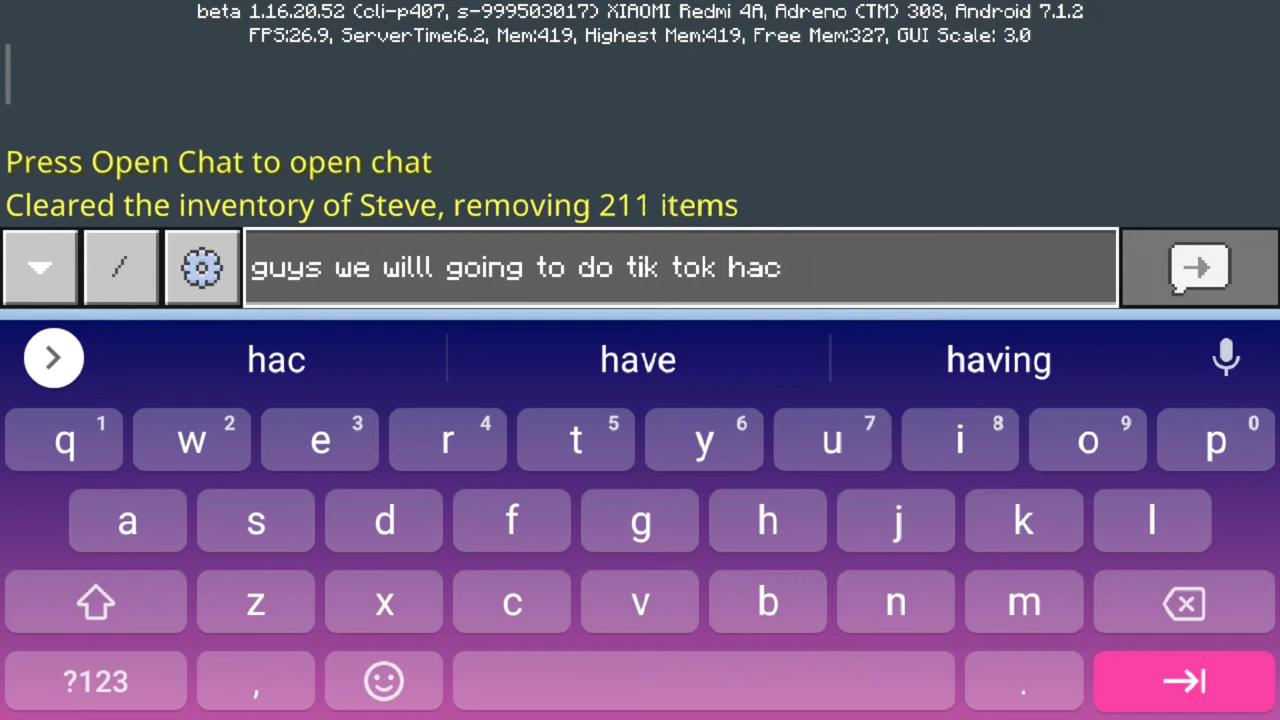 beta 1.16.20.52 (cli-p407, s-999503017) XIAOMI Redmi 4A, Adreno (TM) 308, Android 7.1.2
FPS:26.9, ServerTime:6.2, Mem:419, Highest Mem:419, Free Mem:327, GUI Scale: 3.0
Press Open Chat to open chat
Cleared the inventory of Steve, removing 211 items
/ guys we willl going to do tik tok hac
hac have having
q 1 w 2 e 3 r 4 t 5 y 6 u 7 i 8 o 9 p 0
a s d f g h j k l
z x c v b n m
?123 , .